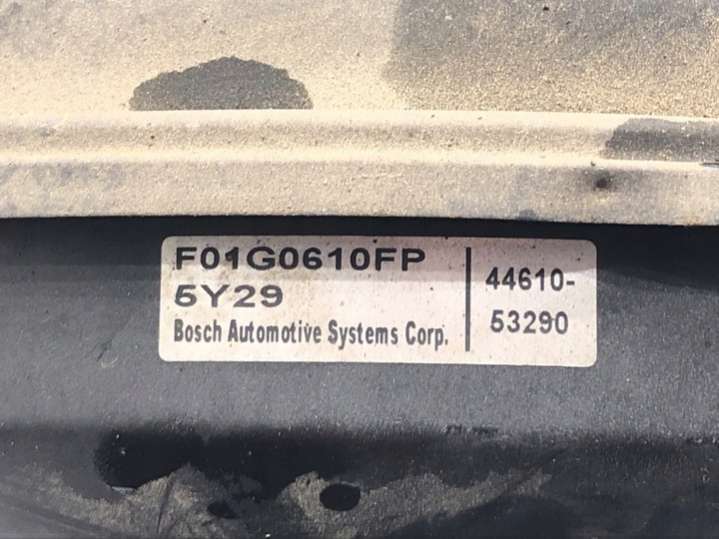 F01G0610FP
5Y29
Bosch Automotive Systems Corp.
44610-
53290